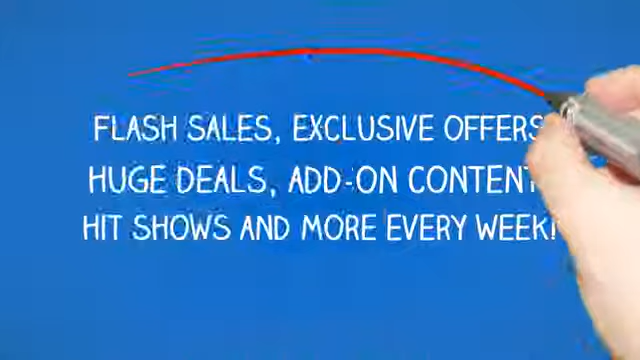 FLASH SALES, EXCLUSIVE OFFERS
HUGE DEALS, ADD-ON CONTENT
HIT SHOWS AND MORE EVERY WEEK!